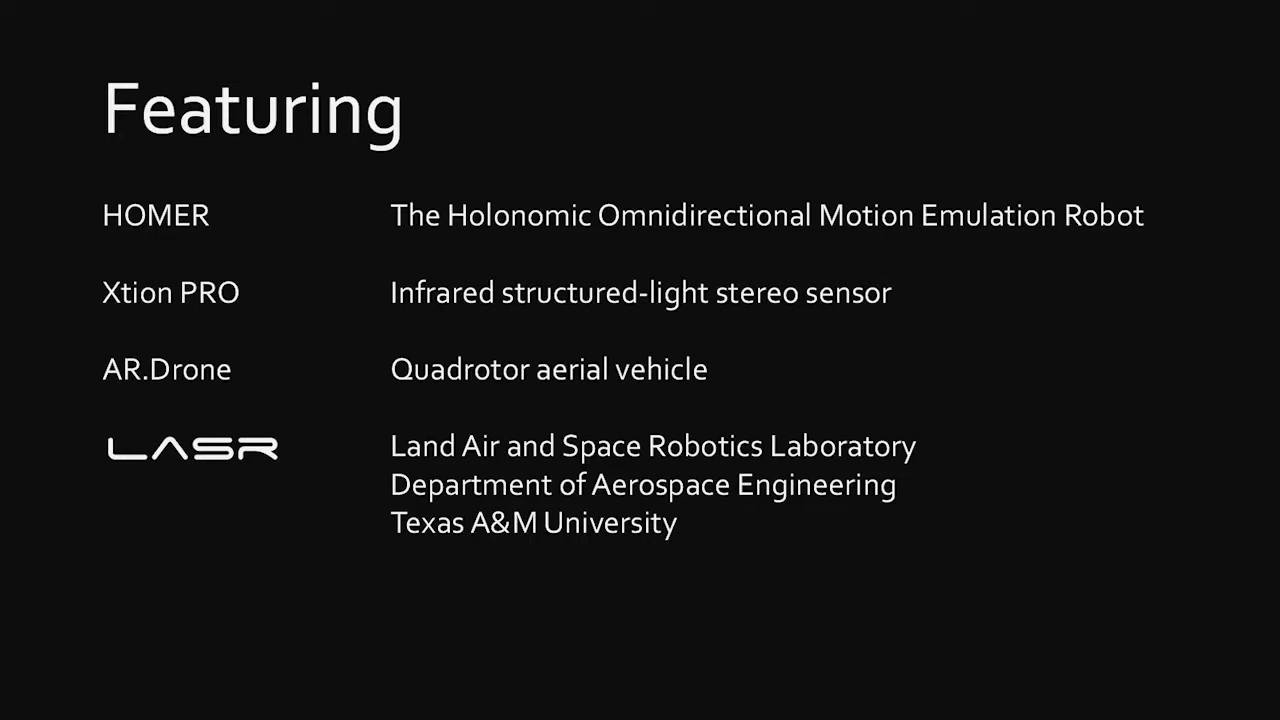 Featuring
HOMER The Holonomic Omnidirectional Motion Emulation Robot
Xtion PRO Infrared structured-light stereo sensor
AR.Drone Quadrotor aerial vehicle
LASR Land Air and Space Robotics Laboratory
Department of Aerospace Engineering
Texas A&M University